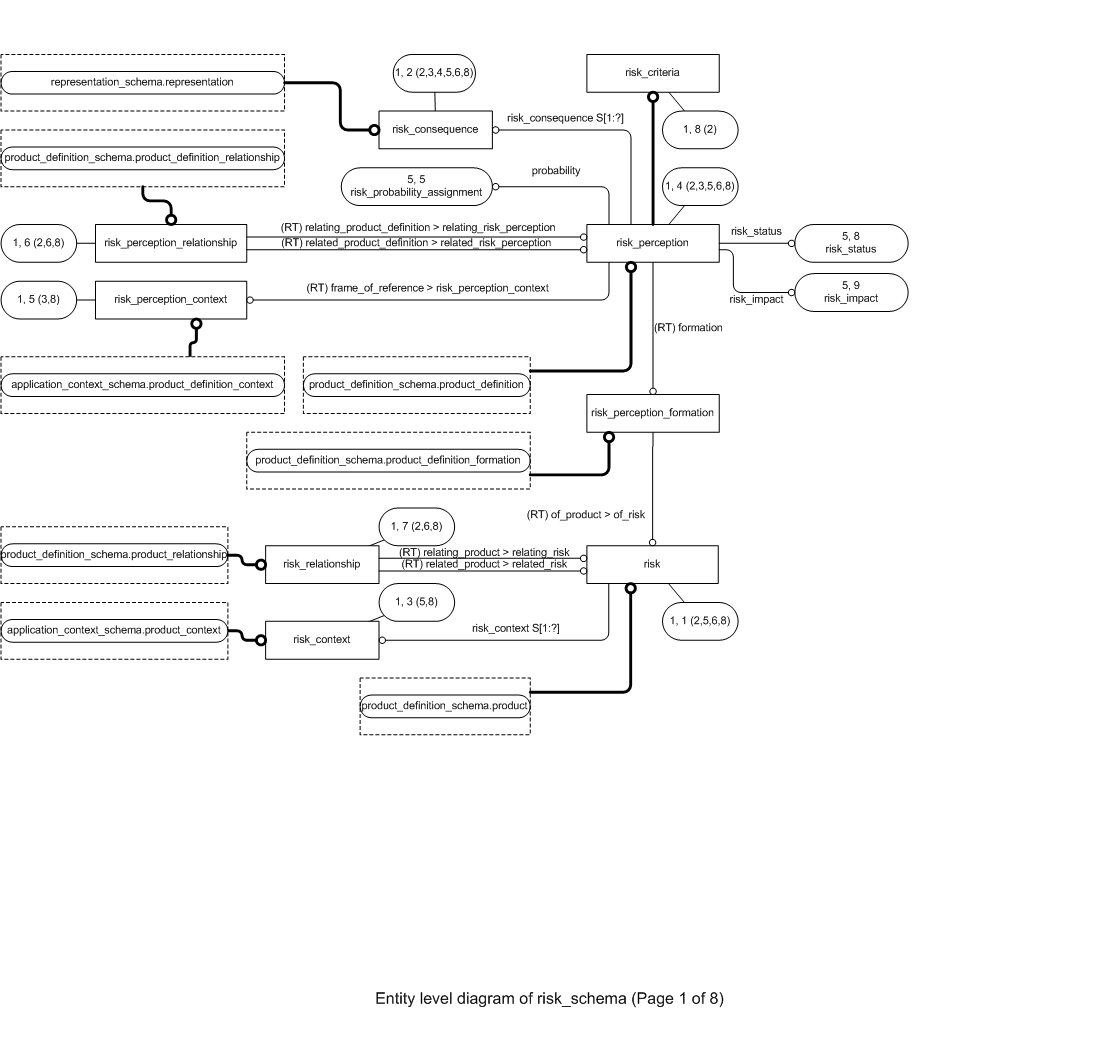 representation_schema.representation
1, 2 (2,3,4,5,6,8)
risk_criteria
risk_consequence
risk_consequence S[1:?]
1, 8 (2)
product_definition_schema.product_definition_relationship
probability
5, 5
risk_probability_assignment
1, 4 (2,3,5,6,8)
1, 6 (2,6,8)
risk_perception_relationship
(RT) relating_product_definition > relating_risk_perception
(RT) related_product_definition > related_risk_perception
risk_perception
risk_status
5, 8
risk_status
1, 5 (3,8)
risk_perception_context
(RT) frame_of_reference > risk_perception_context
risk_impact
5, 9
risk_impact
(RT) formation
application_context_schema.product_definition_context
product_definition_schema.product_definition
risk_perception_formation
product_definition_schema.product_definition_formation
(RT) of_product > of_risk
1, 7 (2,6,8)
product_definition_schema.product_relationship
risk_relationship
(RT) relating_product > relating_risk
(RT) related_product > related_risk
risk
1, 3 (5,8)
application_context_schema.product_context
risk_context
risk_context S[1:?]
1, 1 (2,5,6,8)
product_definition_schema.product
Entity level diagram of risk_schema (Page 1 of 8)